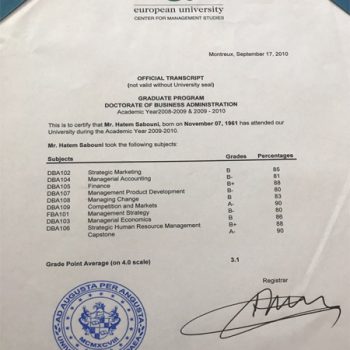 european university
CENTER FOR MANAGEMENT STUDIES
Montreux, September 17, 2010
OFFICIAL TRANSCRIPT
(not valid without University seal)
GRADUATE PROGRAM
DOCTORATE OF BUSINESS ADMINISTRATION
Academic Year2008-2009 & 2009 - 2010
This is to certify that Mr. Hatem Sabouni, born on November 07, 1961 has attended our
University during the Academic Year 2009-2010.
Mr. Hatem Sabouni took the following subjects:
Subjects Grades Percentages
DBA102 Strategic Marketing B 85
DBA104 Managerial Accounting B- 81
DBA105 Finance B+ 88
DBA107 Management Product Development B- 80
DBA108 Managing Change B 83
DBA109 Competition and Markets A- 90
FBA101 Management Strategy B- 80
DBA103 Managerial Economics B 86
DBA106 Strategic Human Resource Management B+ 88
Capstone A- 90
Grade Point Average (on 4.0 scale) 3.1
Registrar
AD AUGUSTA PER ANGUSTA
MCMXCVIII